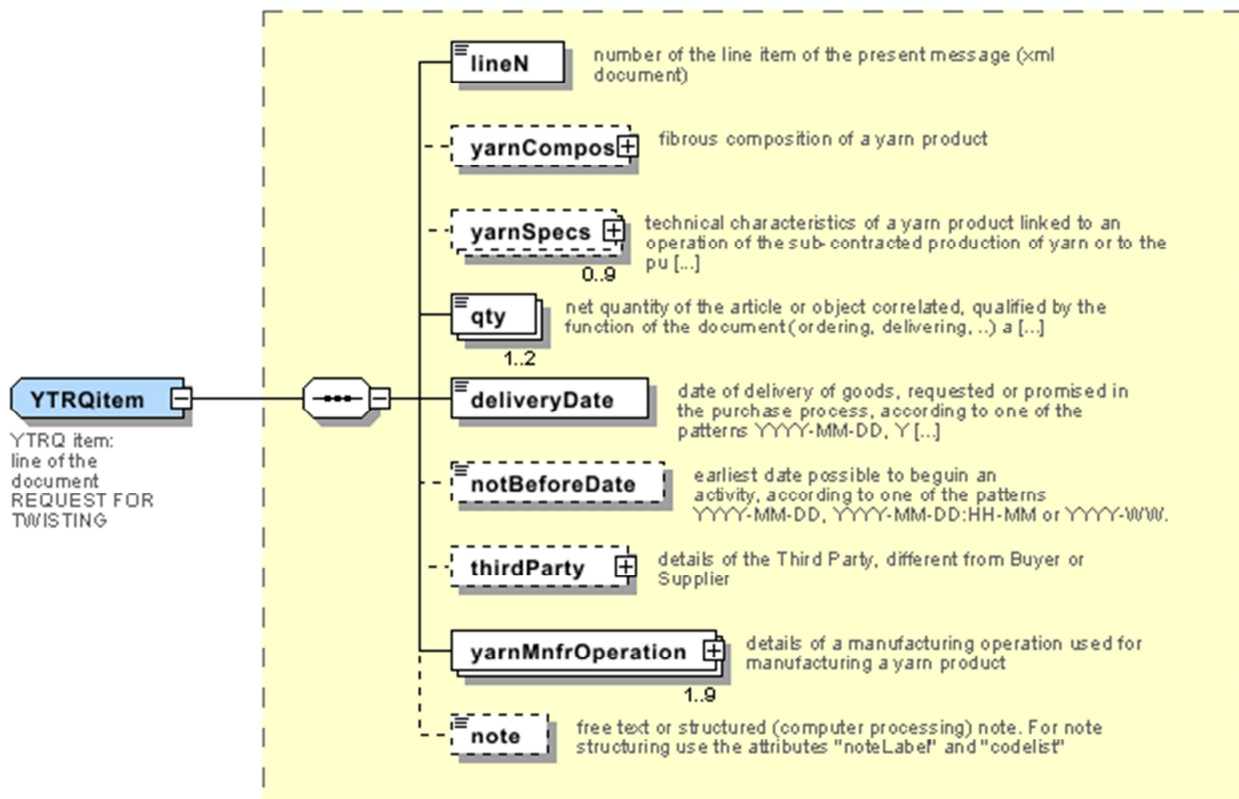 lineN
number of the line item of the present message (xml
document)
yarnCompos
fibrous composition of a yarn product
yarnSpecs
technical characteristics of a yarn product linked to an
operation of the sub-contracted production of yarn or to the
pu [...]
0..9
qty
net quantity of the article or object correlated, qualified by the
function of the document (ordering, delivering, ..) a [...]
1..2
YTRQitem
YTRQ item:
line of the
document
REQUEST FOR
TWISTING
deliveryDate
date of delivery of goods, requested or promised in
the purchase process, according to one of the
patterns YYYY-MM-DD, Y [...]
notBeforeDate
earliest date possible to beguin an
activity, according to one of the patterns
YYYY-MM-DD, YYYY-MM-DD:HH-MM or YYYY-WW.
thirdParty
details of the Third Party, different from Buyer or
Supplier
yarnMnfrOperation
details of a manufacturing operation used for
manufacturing a yarn product
1..9
note
free text or structured (computer processing) note. For note
structuring use the attributes "noteLabel" and "codelist"